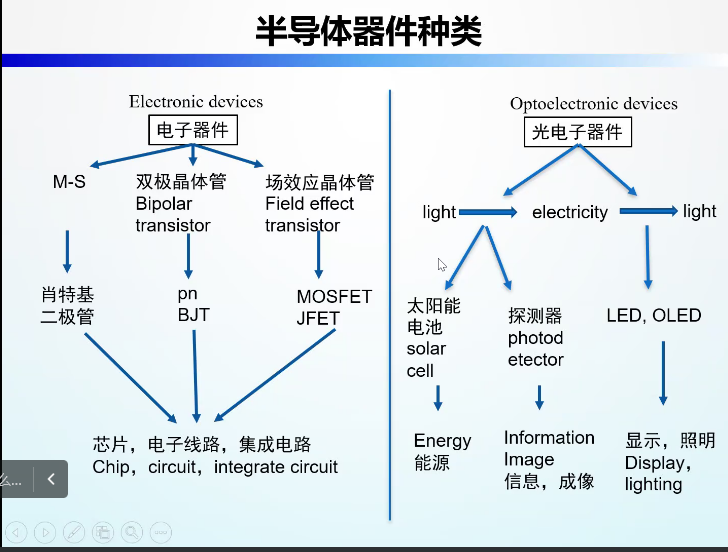 半导体器件种类
Electronic devices
电子器件
M-S
双极晶体管
Bipolar
transistor
场效应晶体管
Field effect
transistor
肖特基
二极管
pn
BJT
MOSFET
JFET
芯片，电子线路，集成电路
Chip，circuit，integrate circuit
Optoelectronic devices
光电子器件
light
electricity
light
太阳能
电池
solar
cell
探测器
photod
etector
LED, OLED
Energy
能源
Information
Image
信息，成像
显示，照明
Display，
lighting
么...